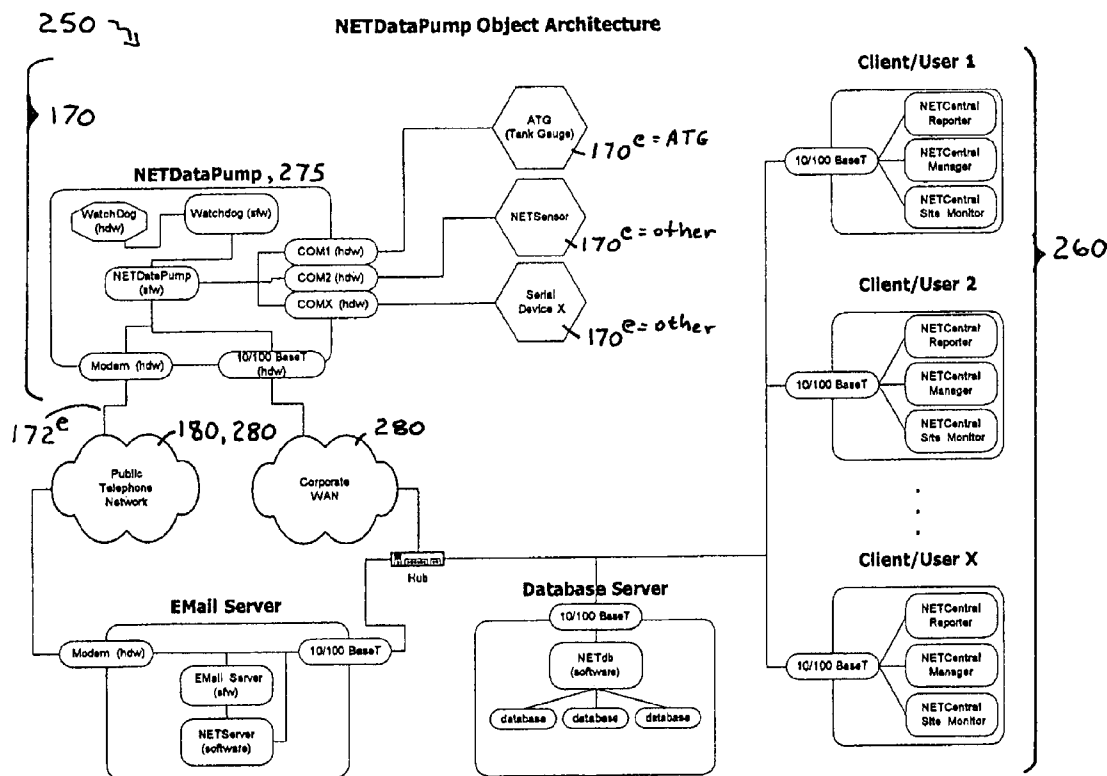 250
NETDataPump Object Architecture
170
NETDataPump, 275
WatchDog
(hdw)
Watchdog (sfw)
NETDataPump
(sfw)
COM1 (hdw)
COM2 (hdw)
COMX (hdw)
Modem (hdw)
10/100 BaseT
(hdw)
ATG
(Tank Gauge)
170e = ATG
NETSensor
170e = other
Serial
Device X
170e = other
172e
180, 280
Public
Telephone
Network
280
Corporate
WAN
Hub
EMail Server
Modem (hdw)
10/100 BaseT
EMail Server
(sfw)
NETServer
(software)
Database Server
10/100 BaseT
NETdb
(software)
database
database
database
Client/User 1
10/100 BaseT
NETCentral
Reporter
NETCentral
Manager
NETCentral
Site Monitor
260
Client/User 2
10/100 BaseT
NETCentral
Reporter
NETCentral
Manager
NETCentral
Site Monitor
Client/User X
10/100 BaseT
NETCentral
Reporter
NETCentral
Manager
NETCentral
Site Monitor